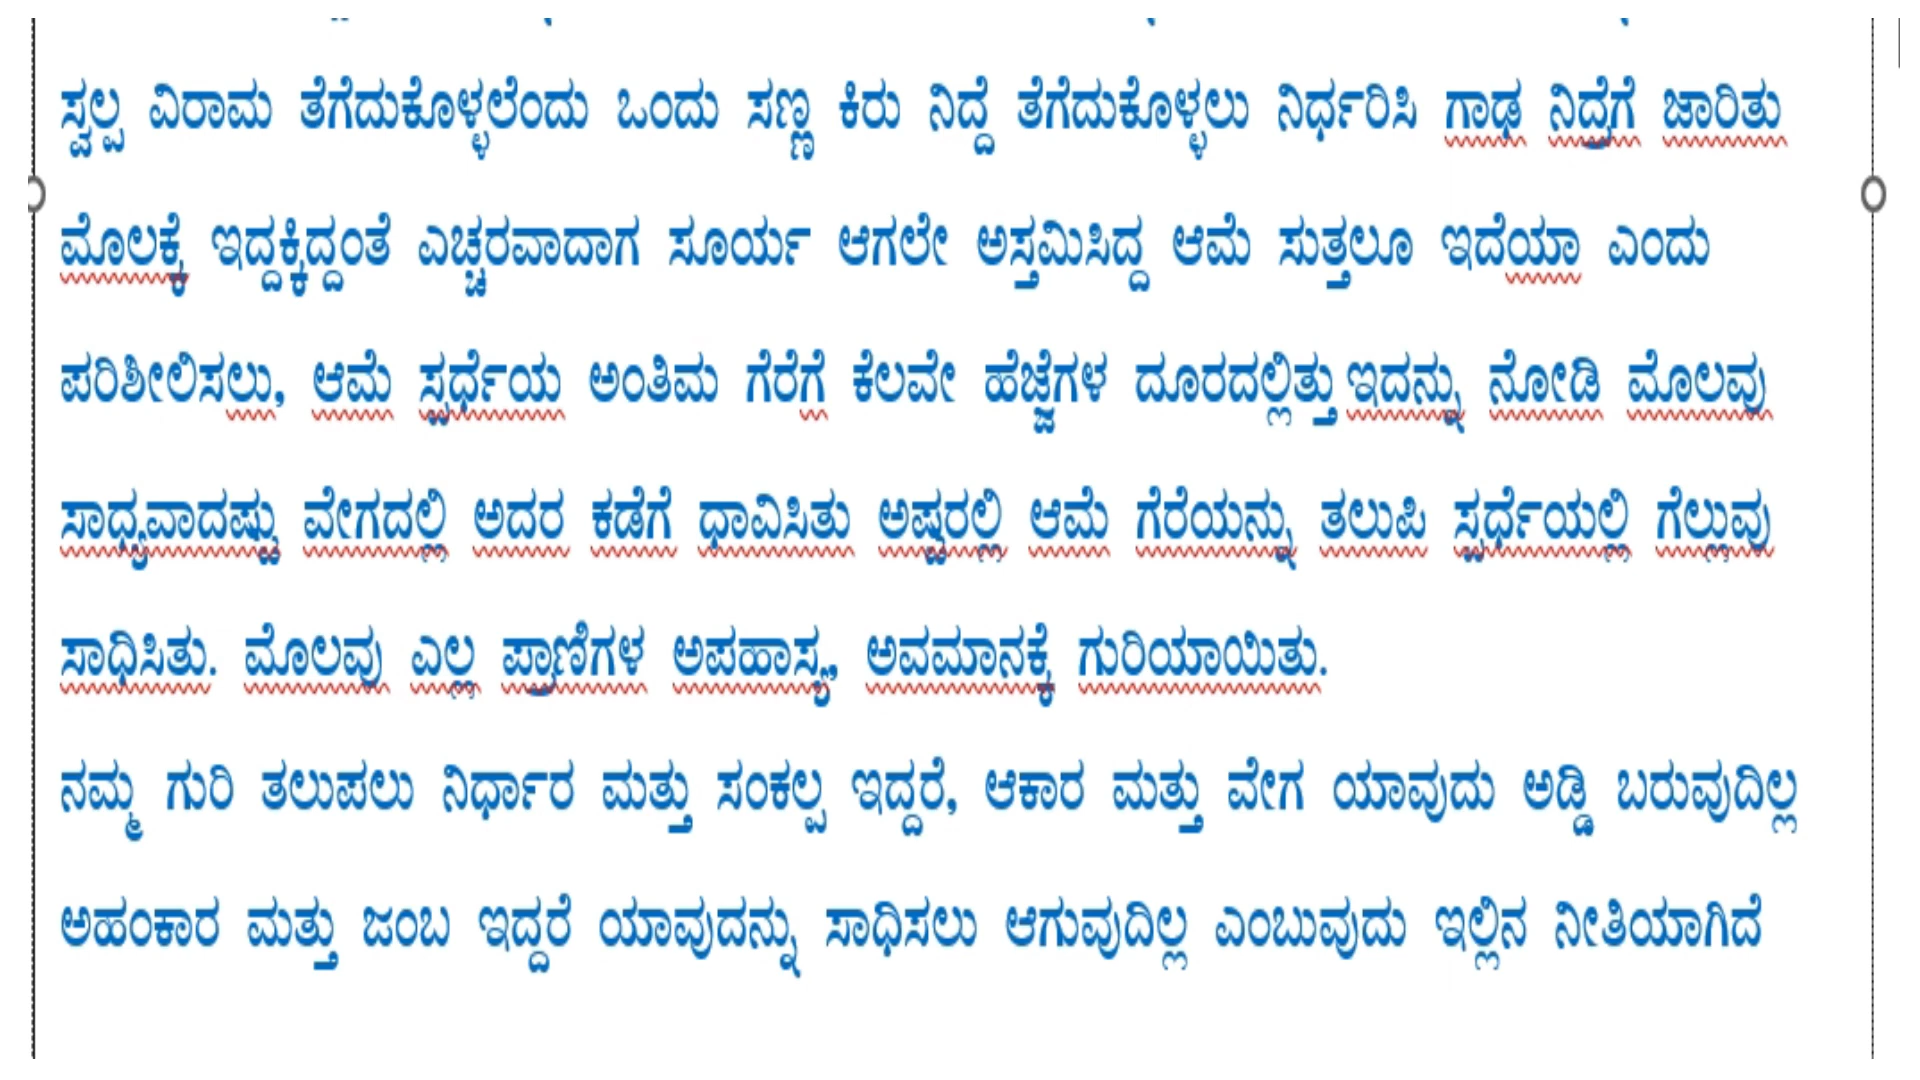 ಸ್ವಲ್ಪ ವಿರಾಮ ತೆಗೆದುಕೊಳ್ಳಲೆಂದು ಒಂದು ಸಣ್ಣ ಕಿರು ನಿದ್ದೆ ತೆಗೆದುಕೊಳ್ಳಲು ನಿರ್ಧರಿಸಿ ಗಾಢ ನಿದ್ರೆಗೆ ಜಾರಿತು
ಮೊಲಕ್ಕೆ ಇದ್ದಕ್ಕಿದ್ದಂತೆ ಎಚ್ಚರವಾದಾಗ ಸೂರ್ಯ ಆಗಲೇ ಅಸ್ತಮಿಸಿದ್ದ ಆಮೆ ಸುತ್ತಲೂ ಇದೆಯಾ ಎಂದು
ಪರಿಶೀಲಿಸಲು, ಆಮೆ ಸ್ಪರ್ಧೆಯ ಅಂತಿಮ ಗೆರೆಗೆ ಕೆಲವೇ ಹೆಜ್ಜೆಗಳ ದೂರದಲ್ಲಿತ್ತು ಇದನ್ನು ನೋಡಿ ಮೊಲವು
ಸಾಧ್ಯವಾದಷ್ಟು ವೇಗದಲ್ಲಿ ಅದರ ಕಡೆಗೆ ಧಾವಿಸಿತು ಅಷ್ಟರಲ್ಲಿ ಆಮೆ ಗೆರೆಯನ್ನು ತಲುಪಿ ಸ್ಪರ್ಧೆಯಲ್ಲಿ ಗೆಲ್ಲುವು
ಸಾಧಿಸಿತು. ಮೊಲವು ಎಲ್ಲ ಪ್ರಾಣಿಗಳ ಅಪಹಾಸ್ಯ, ಅವಮಾನಕ್ಕೆ ಗುರಿಯಾಯಿತು.
ನಮ್ಮ ಗುರಿ ತಲುಪಲು ನಿರ್ಧಾರ ಮತ್ತು ಸಂಕಲ್ಪ ಇದ್ದರೆ, ಆಕಾರ ಮತ್ತು ವೇಗ ಯಾವುದು ಅಡ್ಡಿ ಬರುವುದಿಲ್ಲ
ಅಹಂಕಾರ ಮತ್ತು ಜಂಬ ಇದ್ದರೆ ಯಾವುದನ್ನು ಸಾಧಿಸಲು ಆಗುವುದಿಲ್ಲ ಎಂಬುವುದು ಇಲ್ಲಿನ ನೀತಿಯಾಗಿದೆ